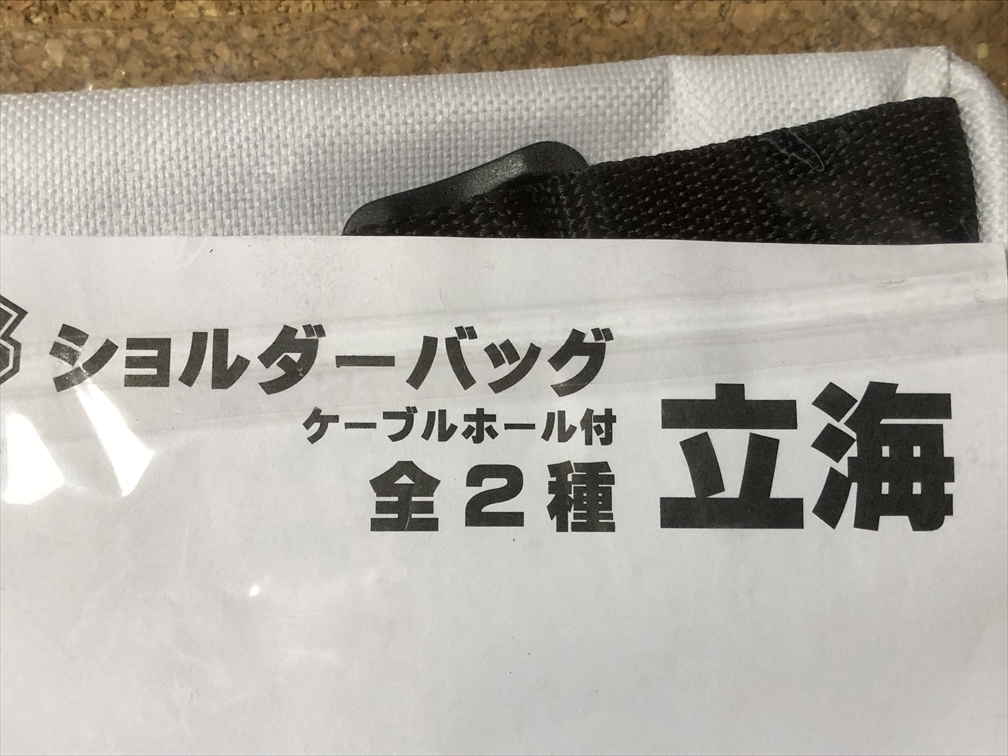 ショルダーバッグ
ケーブルホール付
全2種
立海